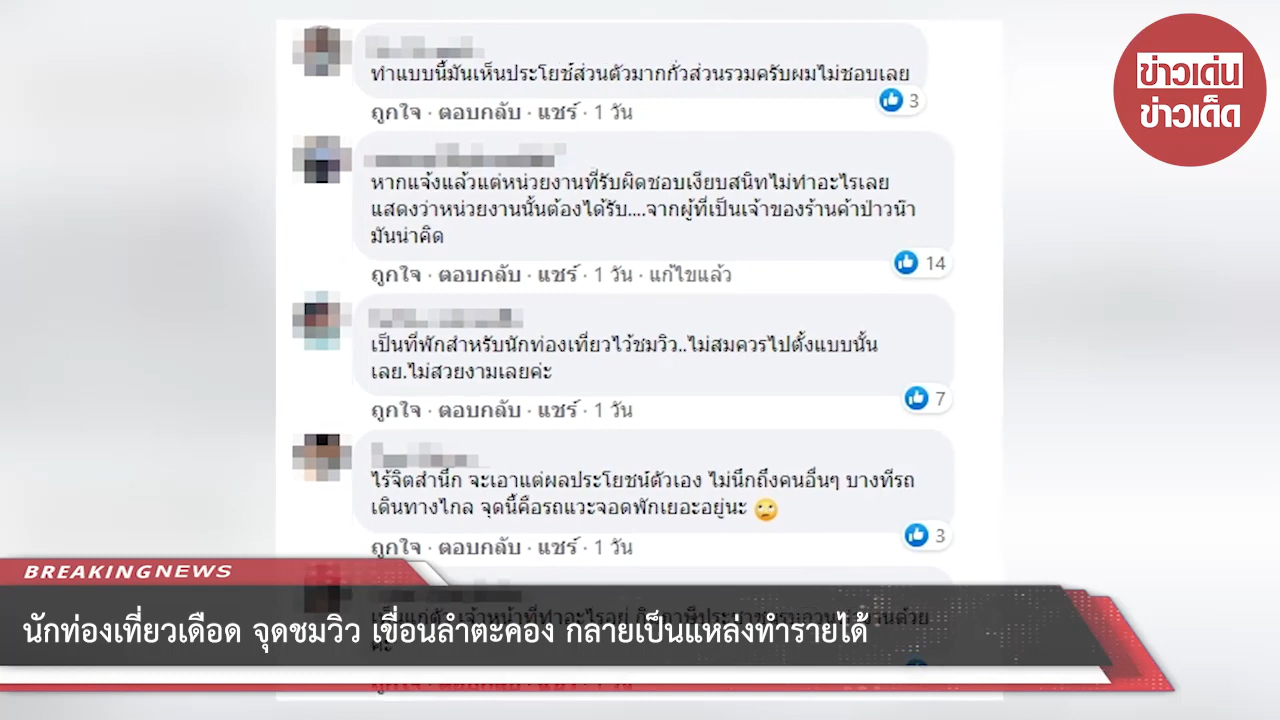 ข่าวเด่น
ข่าวเด็ด
ทำแบบนี้มันเห็นประโยช์ส่วนตัวมากกั่วส่วนรวมครับผมไม่ชอบเลย
ถูกใจ · ตอบกลับ · แชร์ · 1 วัน
3
หากแจ้งแล้วแต่หน่วยงานที่รับผิดชอบเงียบสนิทไม่ทำอะไรเลย
แสดงว่าหน่วยงานนั้นต้องได้รับ....จากผู้ที่เป็นเจ้าของร้านค้าป่าวน๊า
มันน่าคิด
ถูกใจ · ตอบกลับ · แชร์ · 1 วัน · แก้ไขแล้ว
14
เป็นที่พักสำหรับนักท่องเที่ยวไว้ชมวิว..ไม่สมควรไปตั้งแบบนั้น
เลย.ไม่สวยงามเลยค่ะ
ถูกใจ · ตอบกลับ · แชร์ · 1 วัน
7
ไร้จิตสำนึก จะเอาแต่ผลประโยชน์ตัวเอง ไม่นึกถึงคนอื่นๆ บางทีรถ
เดินทางไกล จุดนี้คือรถแวะจอดพักเยอะอยู่นะ 🙄
ถูกใจ · ตอบกลับ · แชร์ · 1 วัน
3
BREAKING NEWS
นักท่องเที่ยวเดือด จุดชมวิว เขื่อนลำตะคอง กลายเป็นแหล่งทำรายได้